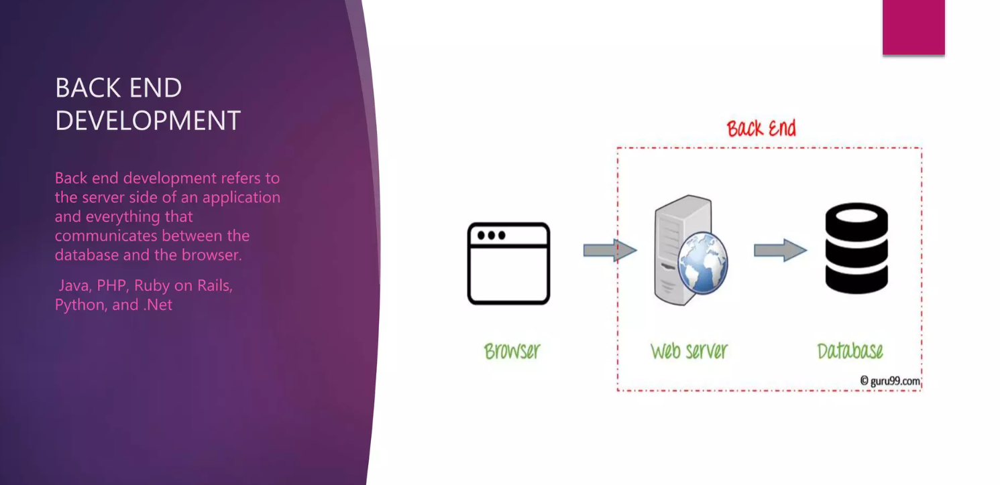 BACK END
DEVELOPMENT
Back end development refers to
the server side of an application
and everything that
communicates between the
database and the browser.
Java, PHP, Ruby on Rails,
Python, and .Net
Back End
Browser
Web server
Database
© guru99.com